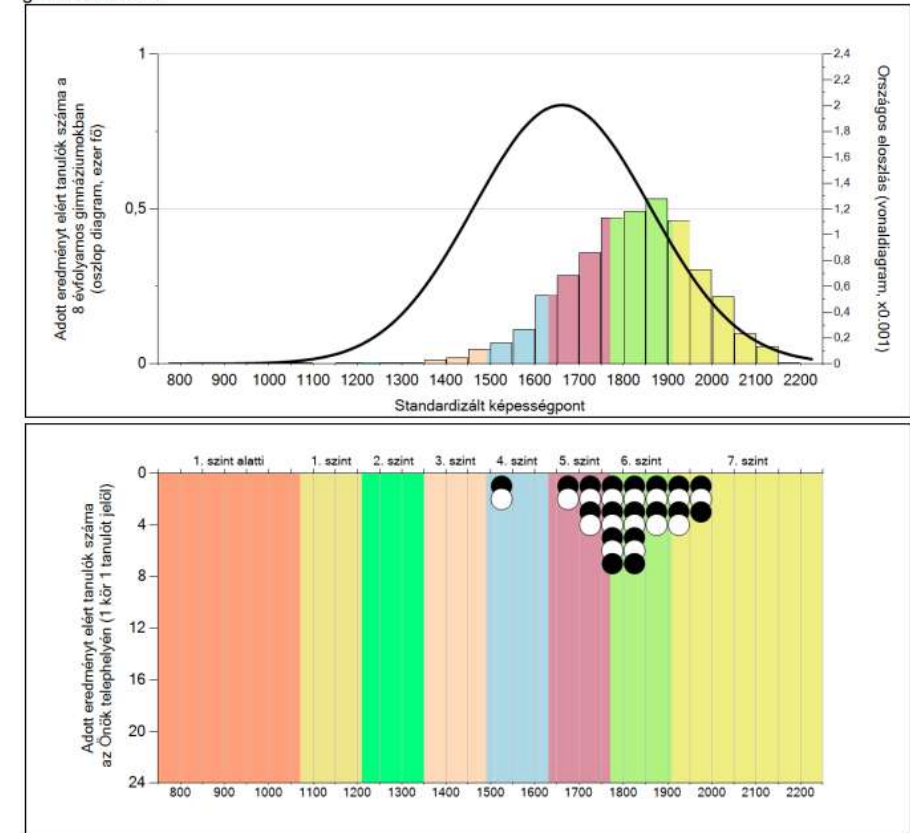 Adott eredményt elért tanulók száma a
8 évfolyamos gimnáziumokban
(oszlop diagram, ezer fő)
1
0,5
0
2,4
2,2
2
1,8
1,6
1,4
1,2
1
0,8
0,6
0,4
0,2
0
Országos eloszlás (vonaldiagram, x0.001)
800 900 1000 1100 1200 1300 1400 1500 1600 1700 1800 1900 2000 2100 2200
Standardizált képességpont
1. szint alatti 1. szint 2. szint 3. szint 4. szint 5. szint 6. szint 7. szint
Adott eredményt elért tanulók száma
az Önök telephelyén (1 kör 1 tanulót jelöl)
0
4
8
12
16
20
24
800 900 1000 1100 1200 1300 1400 1500 1600 1700 1800 1900 2000 2100 2200